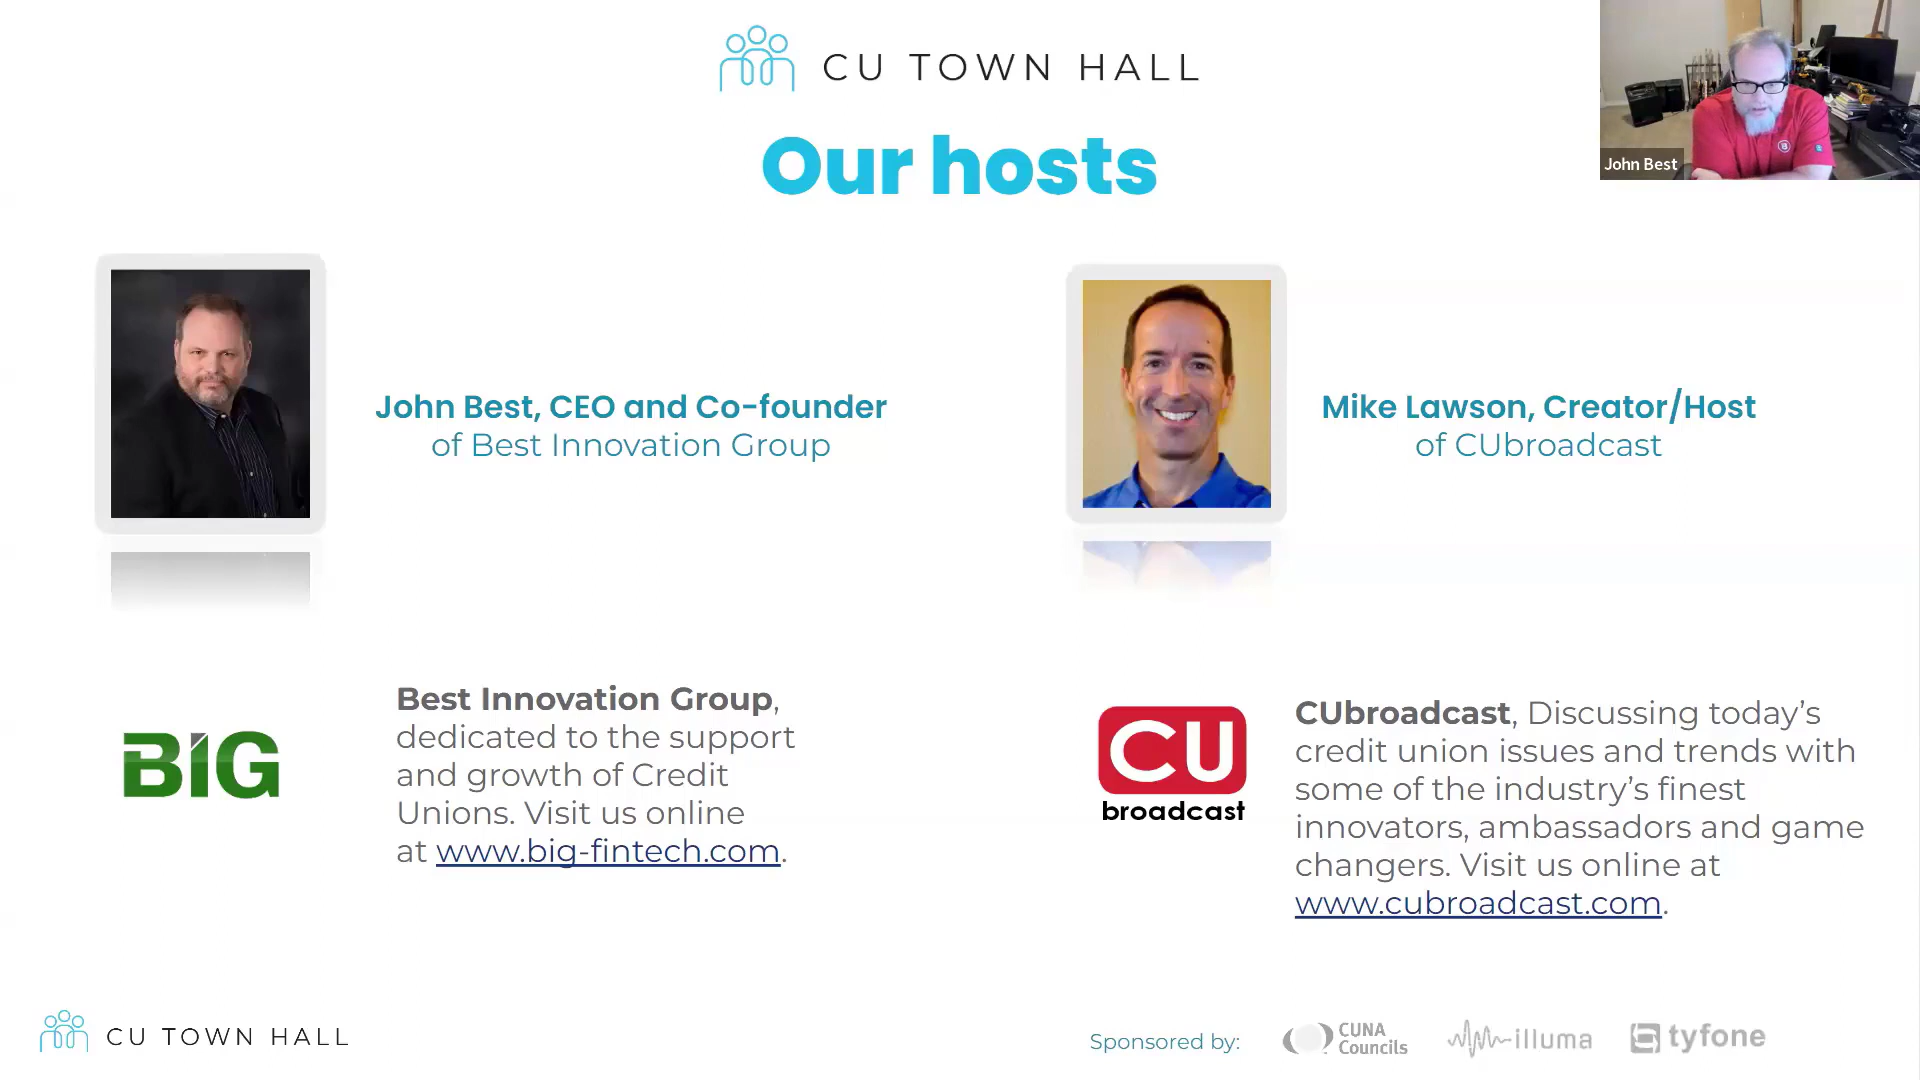 CU TOWN HALL
Our hosts
John Best
John Best, CEO and Co-founder
of Best Innovation Group
Mike Lawson, Creator/Host
of CUbroadcast
BIG
Best Innovation Group,
dedicated to the support
and growth of Credit
Unions. Visit us online
at www.big-fintech.com.
CU
broadcast
CUbroadcast, Discussing today’s
credit union issues and trends with
some of the industry’s finest
innovators, ambassadors and game
changers. Visit us online at
www.cubroadcast.com.
CU TOWN HALL
Sponsored by:
CUNA
Councils
illuma
tyfone